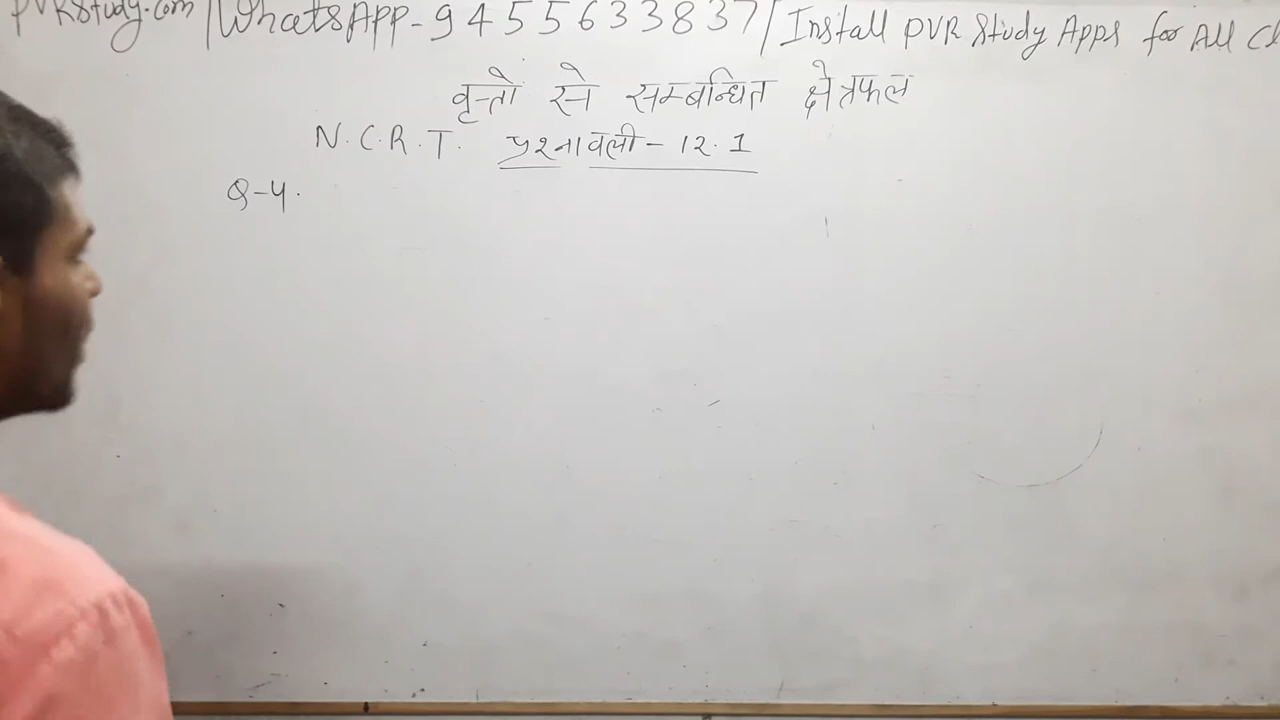 PVRStudy.com | WhatsApp - 9455633837 / Install PVR Study Apps for All
वृत्तों से सम्बन्धित क्षेत्रफल
N.C.R.T. प्रश्नावली - 12.1
Q-4.